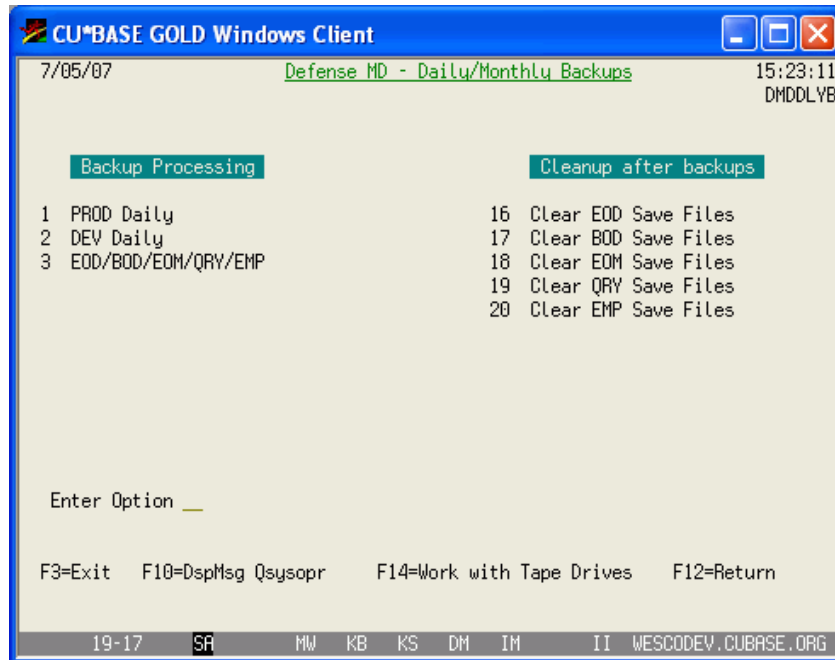 CU*BASE GOLD Windows Client
7/05/07 Defense MD - Daily/Monthly Backups 15:23:11
DMDDLYB
Backup Processing Cleanup after backups
1 PROD Daily 16 Clear EOD Save Files
2 DEV Daily 17 Clear BOD Save Files
3 EOD/BOD/EOM/QRY/EMP 18 Clear EOM Save Files
19 Clear QRY Save Files
20 Clear EMP Save Files
Enter Option __
F3=Exit F10=DspMsg Qsysopr F14=Work with Tape Drives F12=Return
19-17 SA MW KB KS DM IM II WESCODEV.CUBASE.ORG